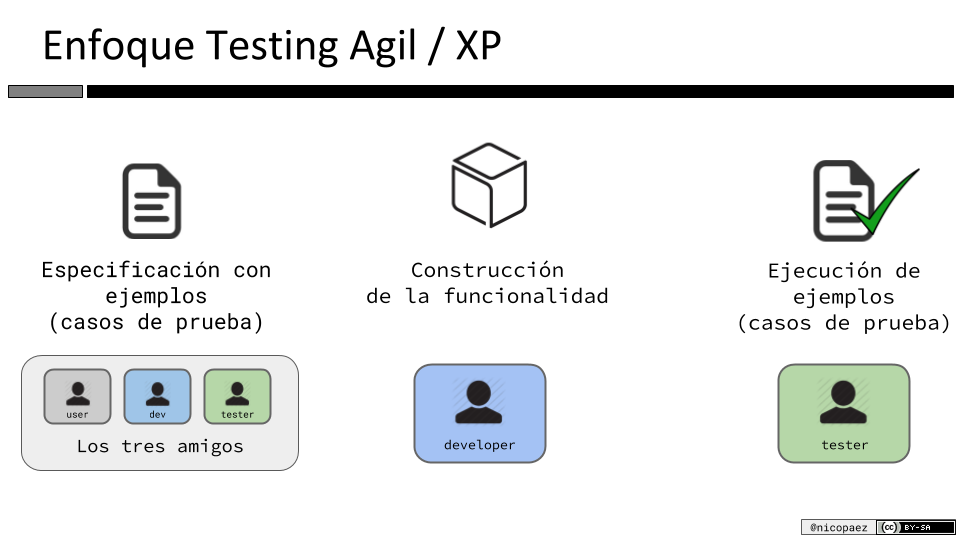 Enfoque Testing Agil / XP
Especificación con
ejemplos
(casos de prueba)
Construcción
de la funcionalidad
Ejecución de
ejemplos
(casos de prueba)
user
dev
tester
Los tres amigos
developer
tester
@nicopaez
cc BY-SA